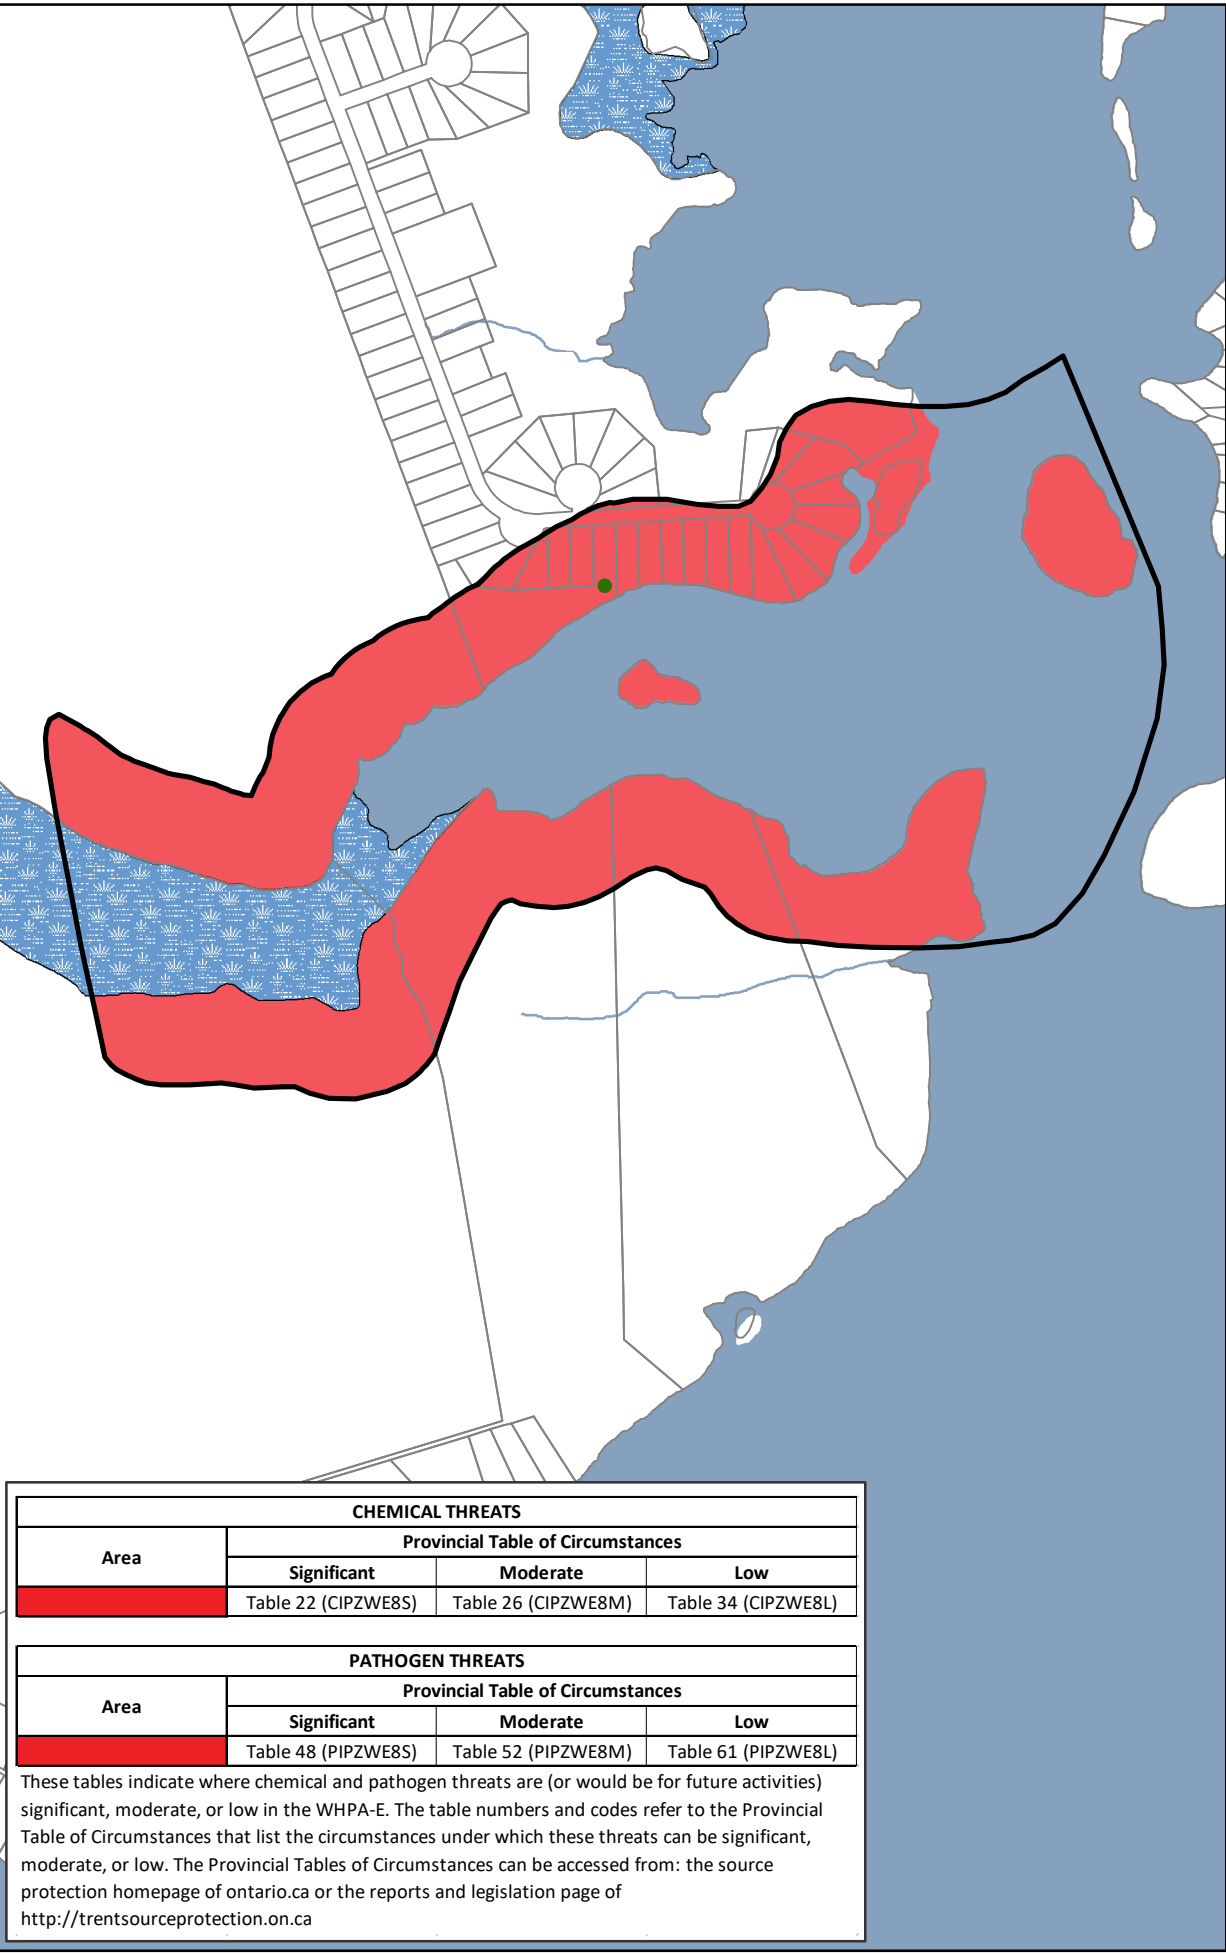 CHEMICAL THREATS
Area
Provincial Table of Circumstances
Significant Moderate Low
Table 22 (CIPZWE8S) Table 26 (CIPZWE8M) Table 34 (CIPZWE8L)
PATHOGEN THREATS
Area
Provincial Table of Circumstances
Significant Moderate Low
Table 48 (PIPZWE8S) Table 52 (PIPZWE8M) Table 61 (PIPZWE8L)
These tables indicate where chemical and pathogen threats are (or would be for future activities)
significant, moderate, or low in the WHPA-E. The table numbers and codes refer to the Provincial
Table of Circumstances that list the circumstances under which these threats can be significant,
moderate, or low. The Provincial Tables of Circumstances can be accessed from: the source
protection homepage of ontario.ca or the reports and legislation page of
http://trentsourceprotection.on.ca